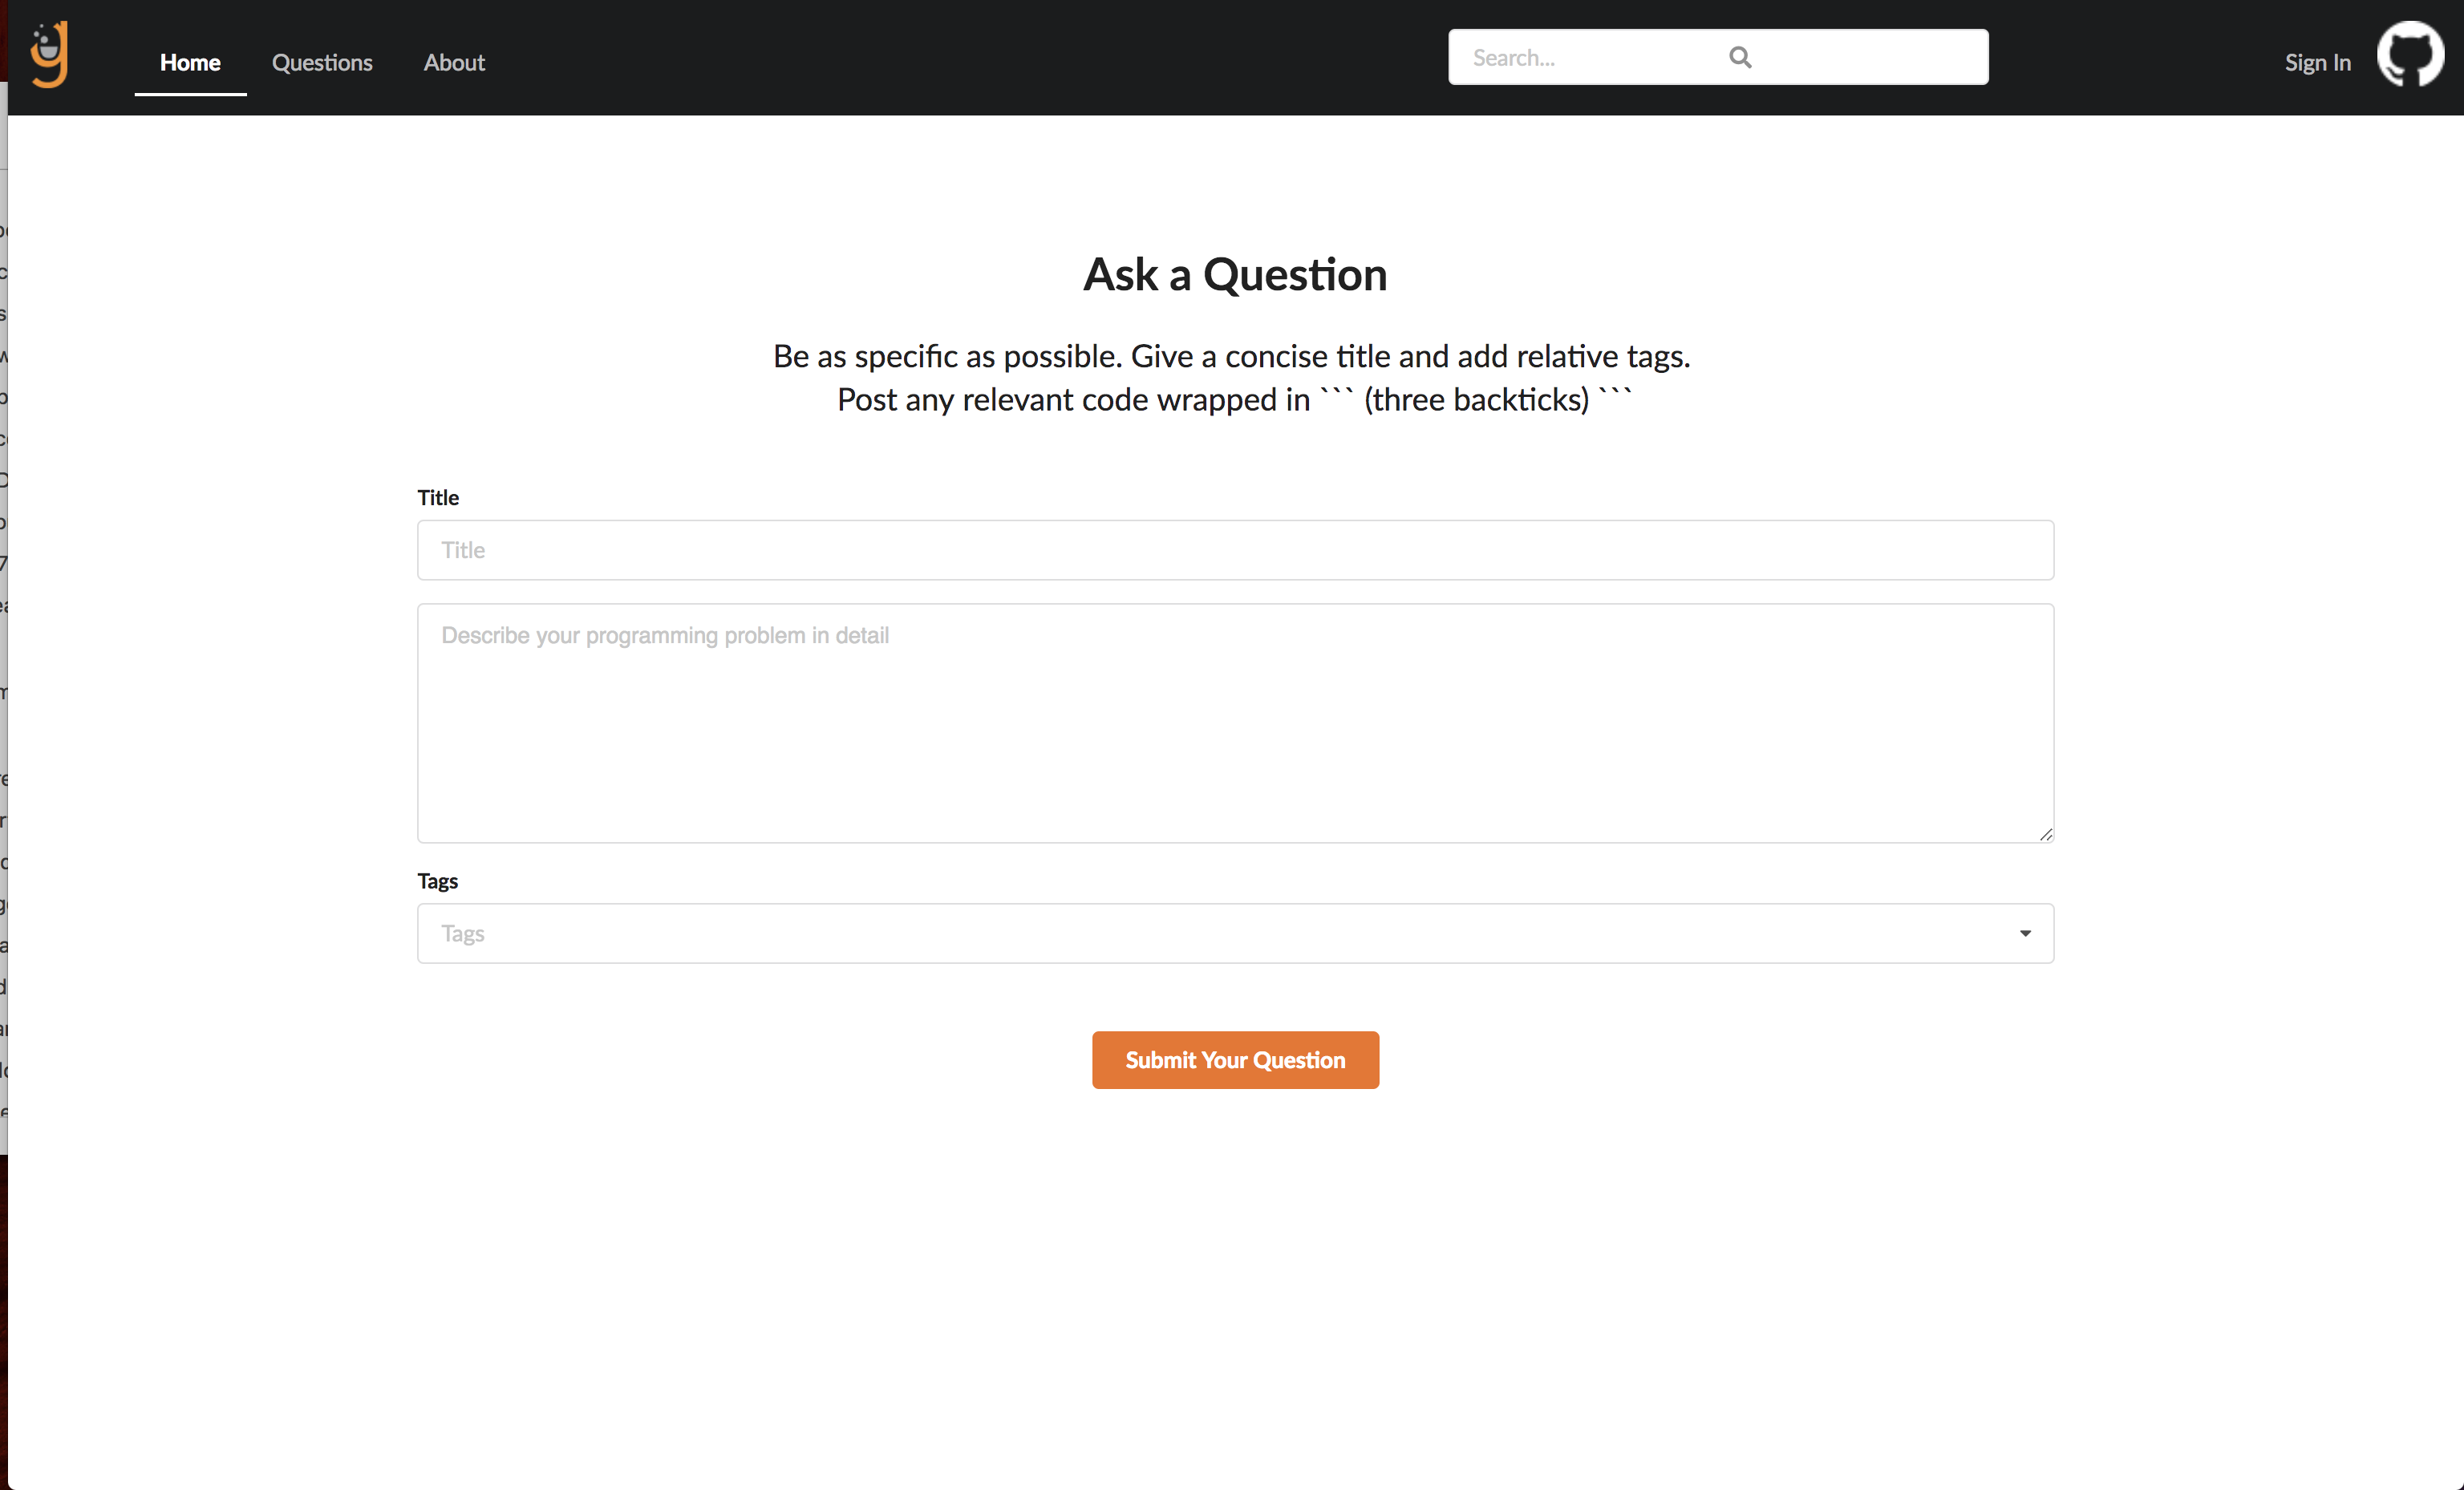 Home Questions About Search... Sign In
Ask a Question
Be as specific as possible. Give a concise title and add relative tags.
Post any relevant code wrapped in ``` (three backticks) ```
Title
Title
Describe your programming problem in detail
Tags
Tags
Submit Your Question